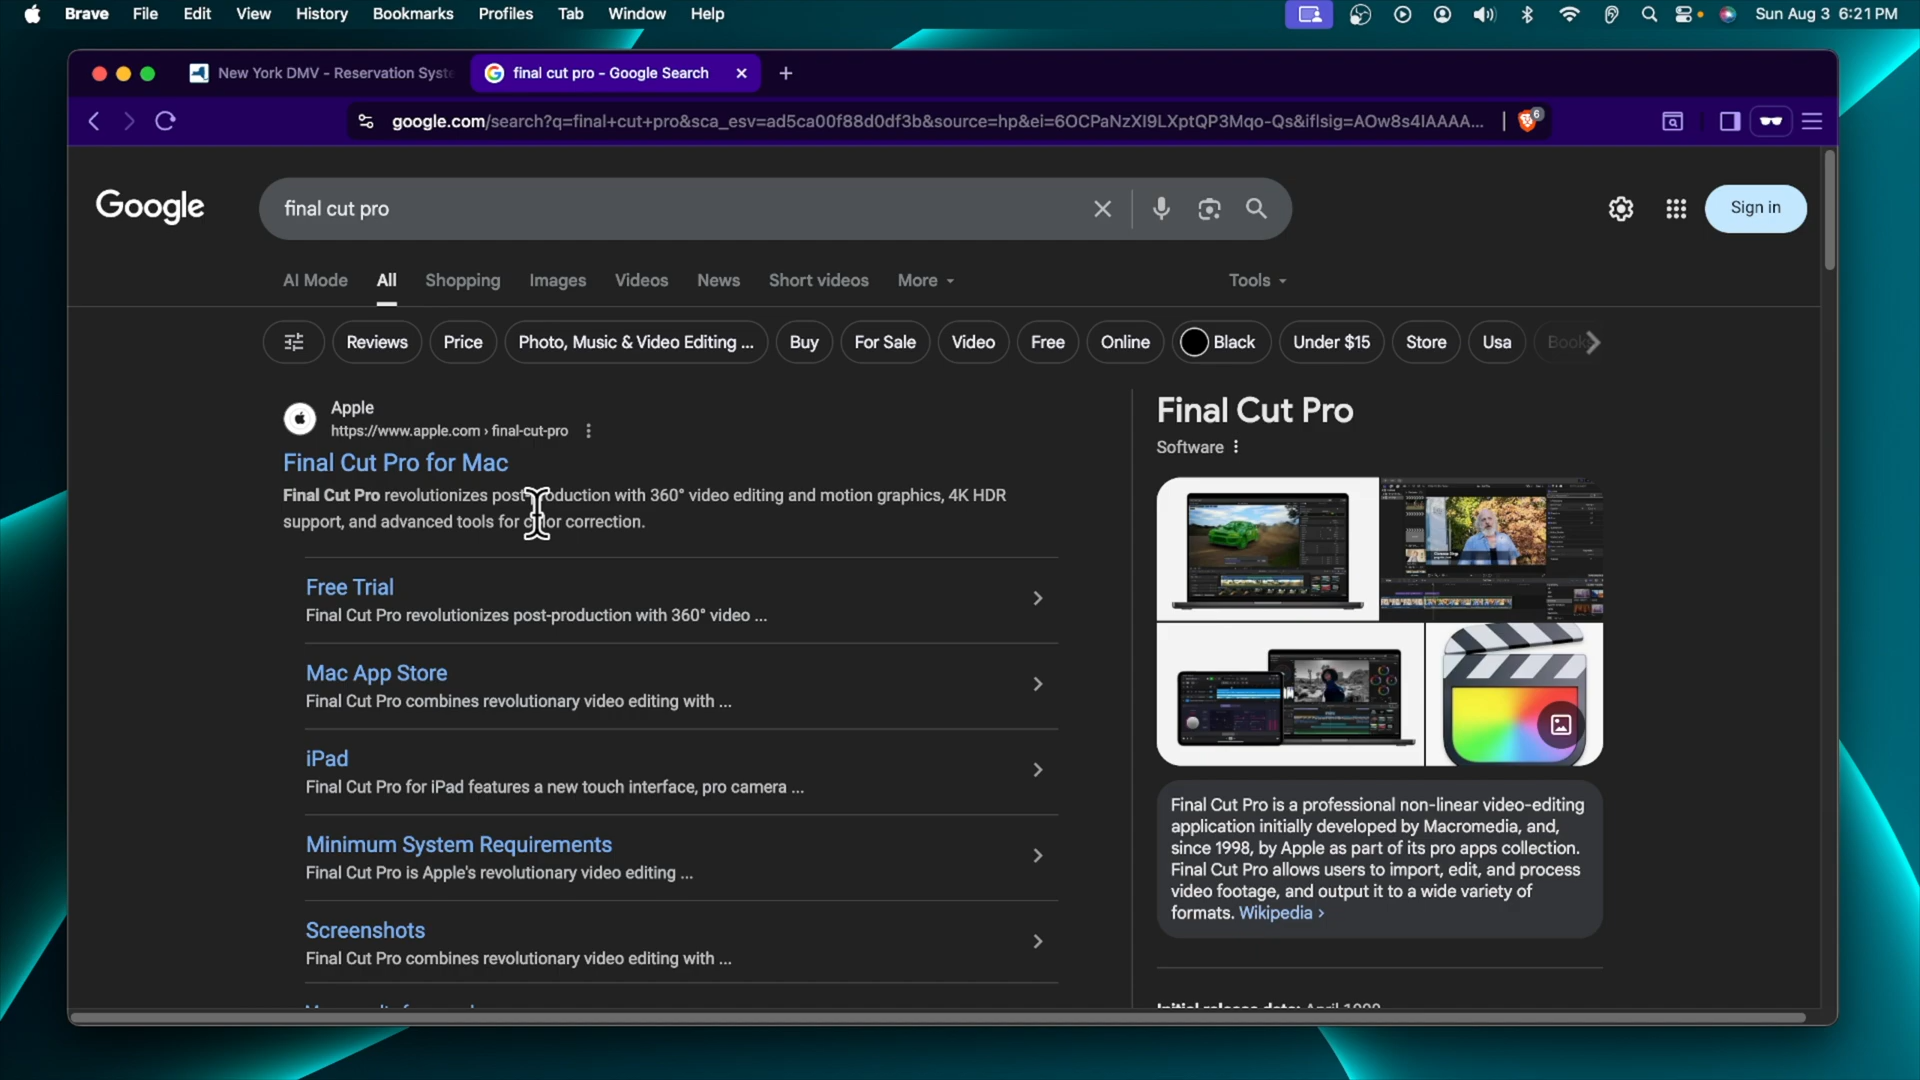 Brave File Edit View History Bookmarks Profiles Tab Window Help Sun Aug 3 6:21 PM
New York DMV - Reservation Syste
final cut pro - Google Search
google.com/search?q=final+cut+pro&sca_esv=ad5ca00f88d0df3b&source=hp&ei=6OCPaNzXI9LXptQP3Mqo-Qs&iflsig=AOw8s4IAAAA...
6
Google
final cut pro
Sign in
AI Mode All Shopping Images Videos News Short videos More Tools
Reviews Price Photo, Music & Video Editing ... Buy For Sale Video Free Online Black Under $15 Store Usa Book
Apple
https://www.apple.com › final-cut-pro
Final Cut Pro for Mac
Final Cut Pro revolutionizes post-production with 360° video editing and motion graphics, 4K HDR
support, and advanced tools for color correction.
Free Trial
Final Cut Pro revolutionizes post-production with 360° video ...
Mac App Store
Final Cut Pro combines revolutionary video editing with ...
iPad
Final Cut Pro for iPad features a new touch interface, pro camera ...
Minimum System Requirements
Final Cut Pro is Apple's revolutionary video editing ...
Screenshots
Final Cut Pro combines revolutionary video editing with ...
Final Cut Pro
Software
Final Cut Pro is a professional non-linear video-editing
application initially developed by Macromedia, and,
since 1998, by Apple as part of its pro apps collection.
Final Cut Pro allows users to import, edit, and process
video footage, and output it to a wide variety of
formats. Wikipedia ›
Initial release date: April 1999